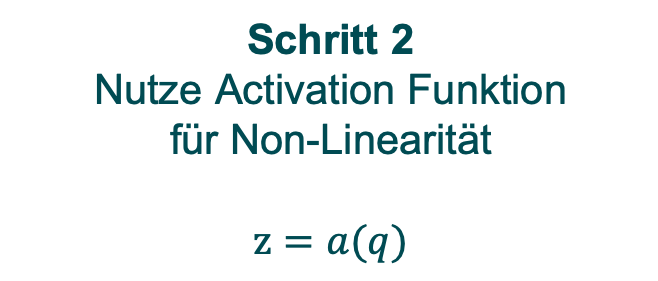 Schritt 2
Nutze Activation Funktion
für Non-Linearität
z = a(q)